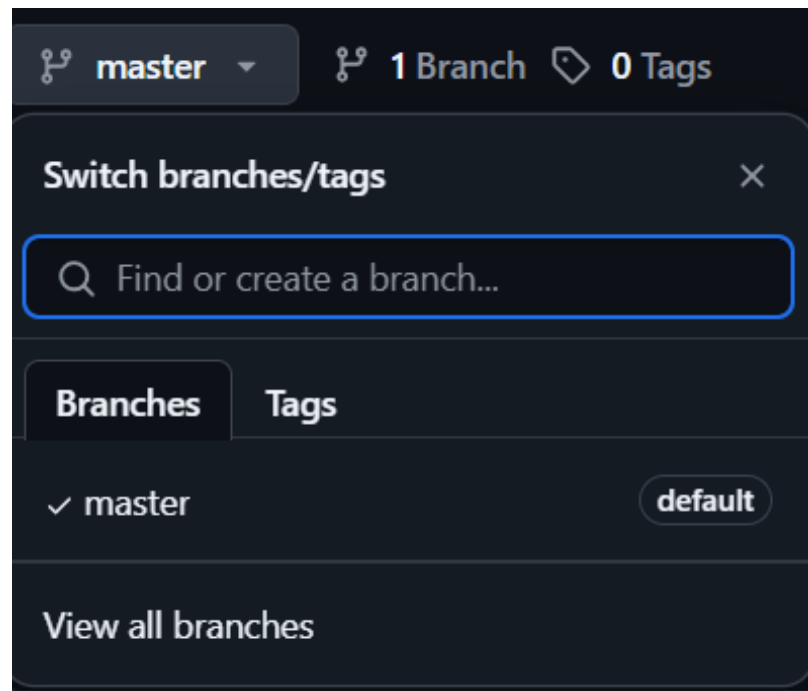 master 1 Branch 0 Tags
Switch branches/tags
Find or create a branch...
Branches Tags
master default
View all branches